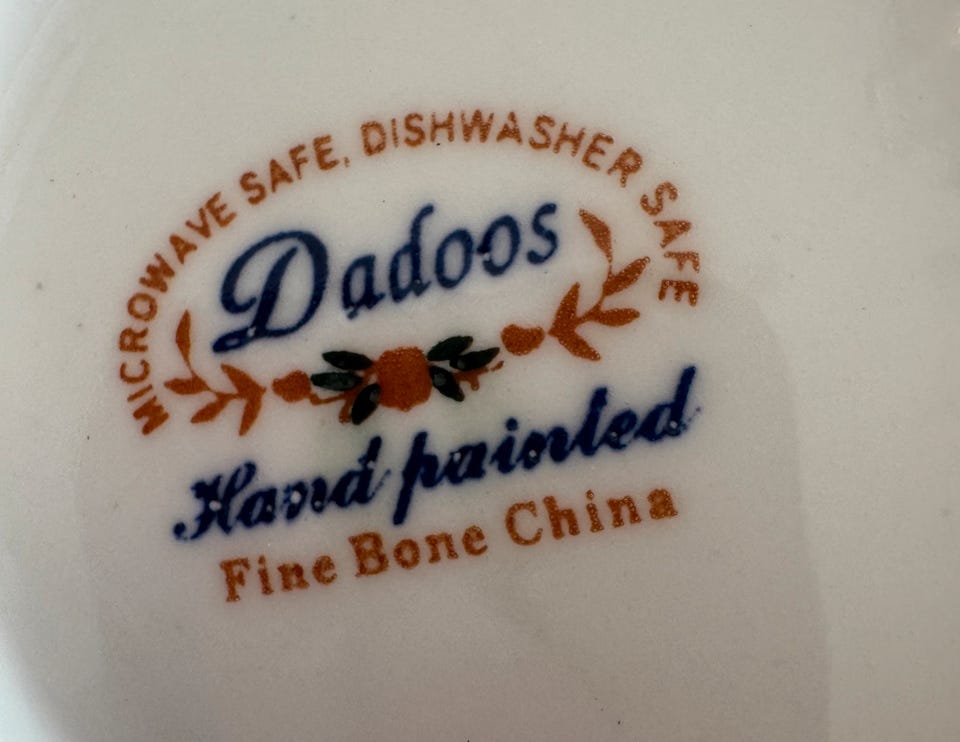 MICROWAVE SAFE, DISHWASHER SAFE
Dadoos
Hand painted
Fine Bone China